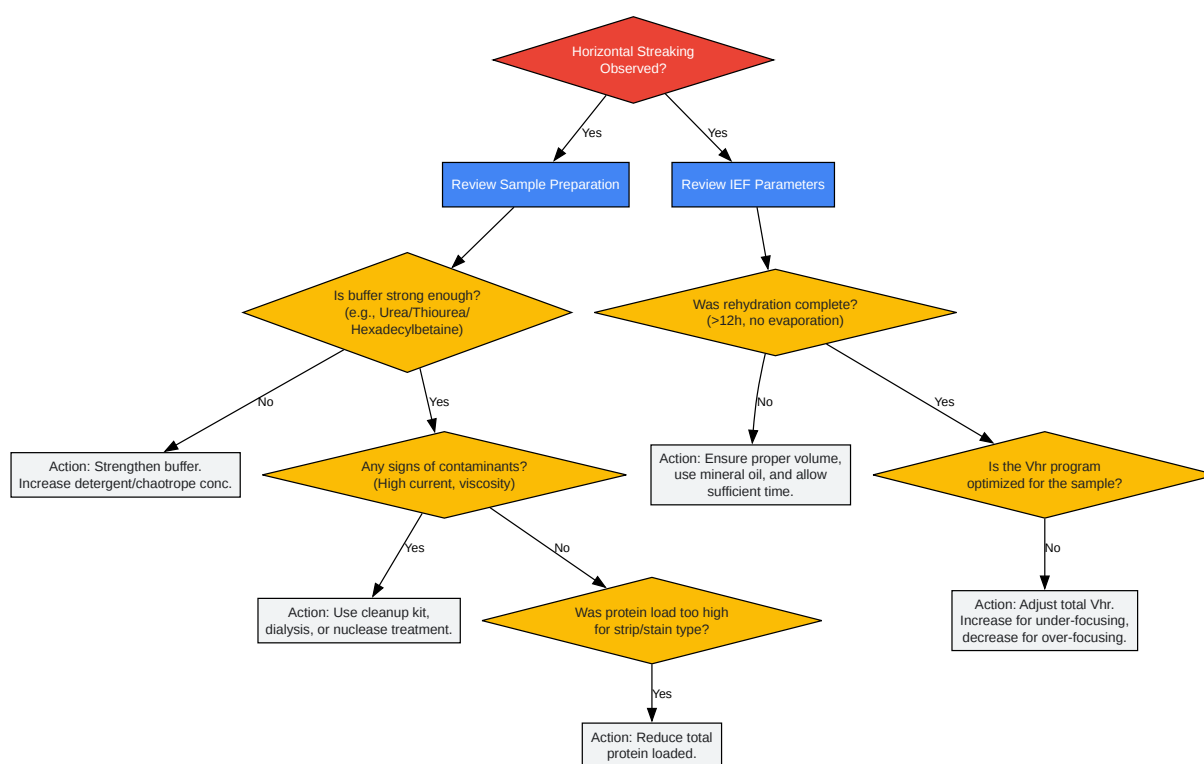 Horizontal Streaking
Observed?
Yes
Yes
Review Sample Preparation
Review IEF Parameters
Is buffer strong enough?
(e.g., Urea/Thiourea/
Hexadecylbetaine)
Was rehydration complete?
(>12h, no evaporation)
No
Yes
No
Yes
Action: Strengthen buffer.
Increase detergent/chaotrope conc.
Any signs of contaminants?
(High current, viscosity)
Action: Ensure proper volume,
use mineral oil, and allow
sufficient time.
Is the Vhr program
optimized for the sample?
Yes
No
No
Action: Use cleanup kit,
dialysis, or nuclease treatment.
Was protein load too high
for strip/stain type?
Action: Adjust total Vhr.
Increase for under-focusing,
decrease for over-focusing.
Yes
Action: Reduce total
protein loaded.